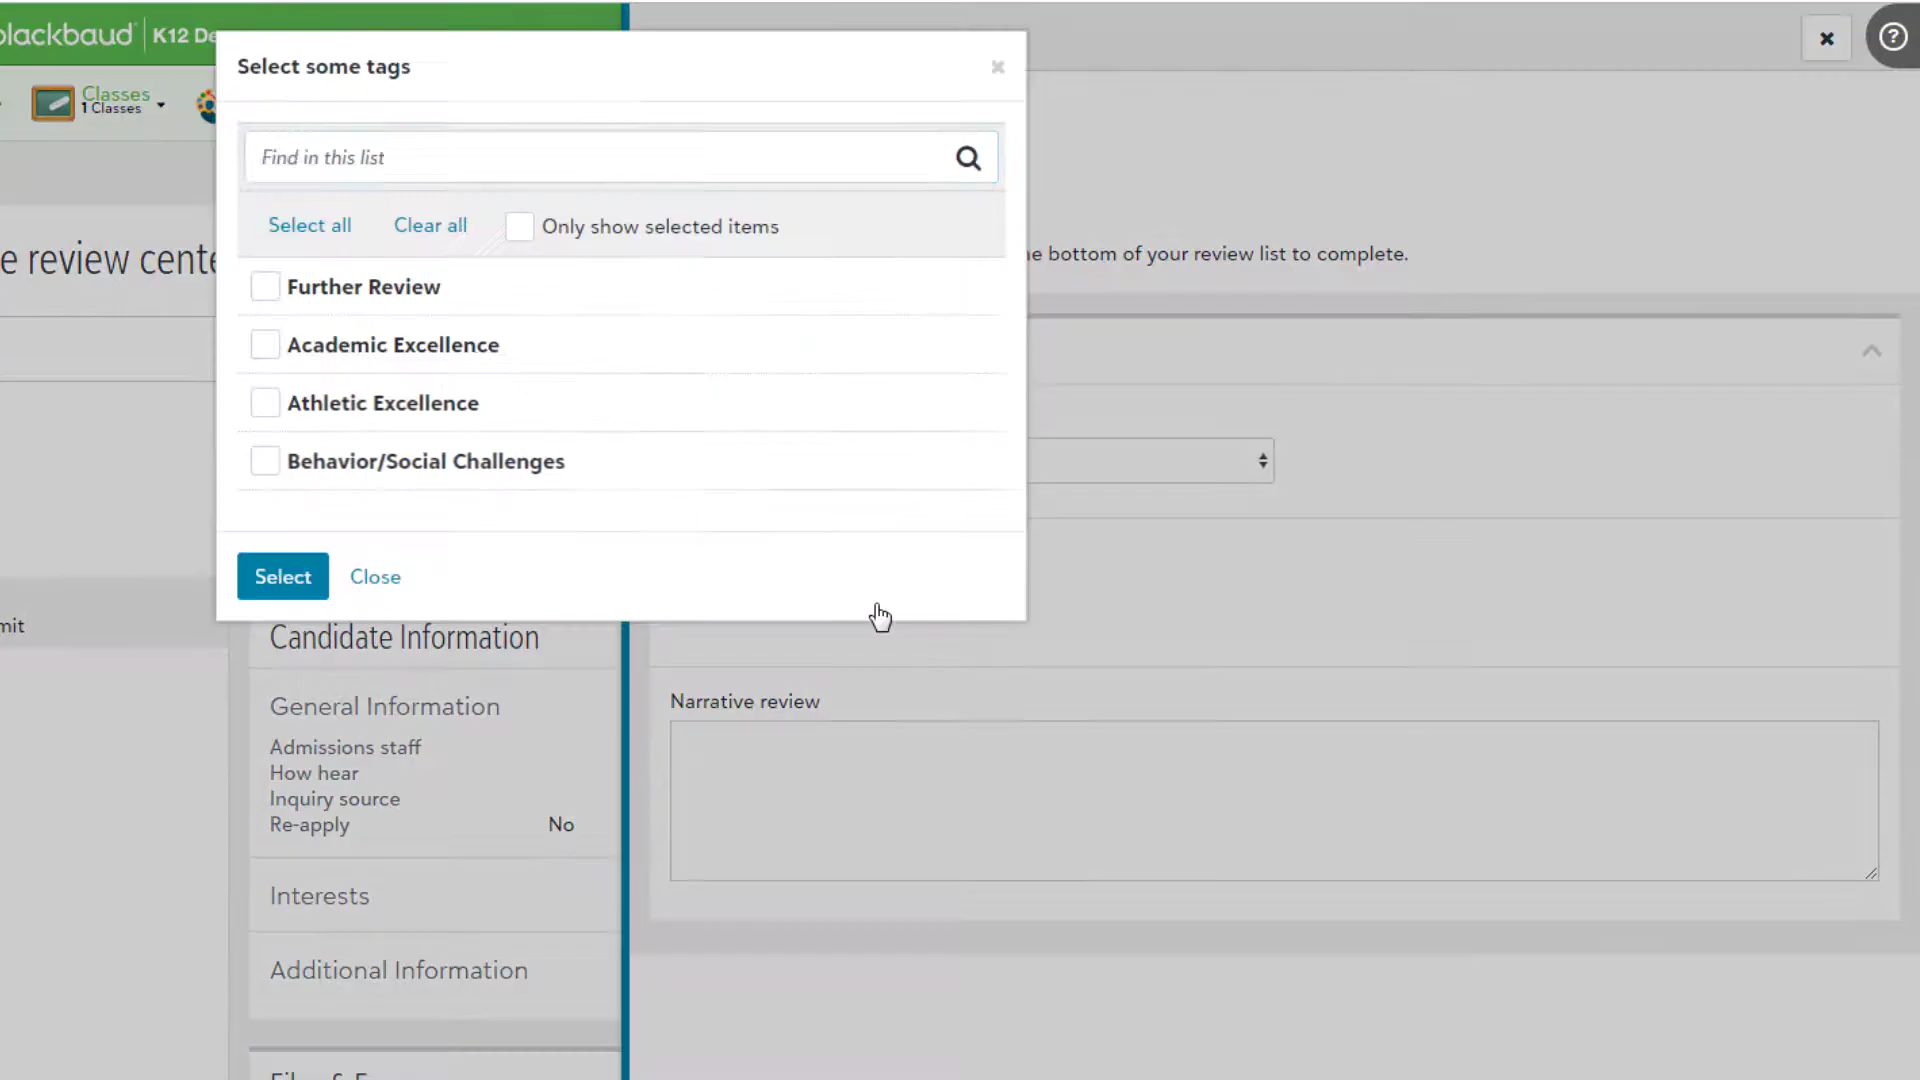 blackbaud K12 De
Classes
1 Classes
Select some tags
Find in this list
Select all Clear all Only show selected items
Further Review
Academic Excellence
Athletic Excellence
Behavior/Social Challenges
Select Close
e review cente
e bottom of your review list to complete.
mit
Candidate Information
General Information
Admissions staff
How hear
Inquiry source
Re-apply No
Interests
Additional Information
Narrative review